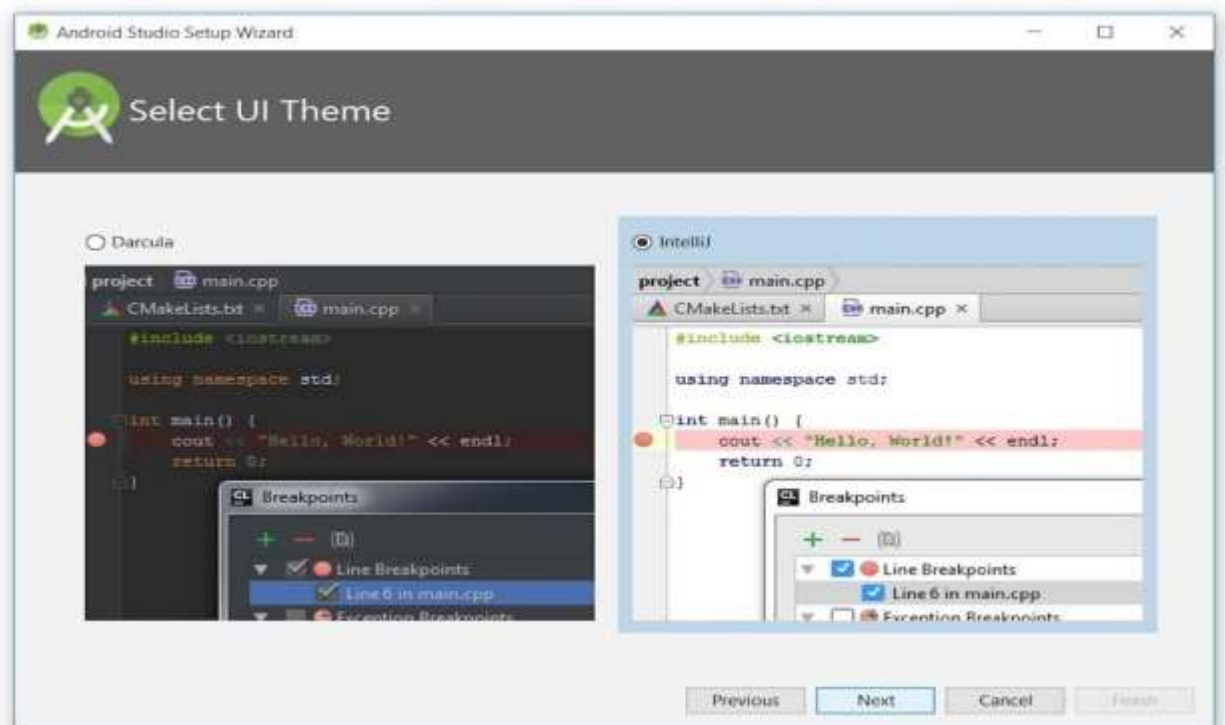 Android Studio Setup Wizard
Select UI Theme
Darcula
project main.cpp
CMakeLists.txt × main.cpp ×
#include <iostream>
using namespace std;
int main() {
cout << "Hello, World!" << endl;
return 0;
}
CL Breakpoints
Line Breakpoints
Line 6 in main.cpp
Exception Breakpoints
IntelliJ
project main.cpp
CMakeLists.txt × main.cpp ×
#include <iostream>
using namespace std;
int main() {
cout << "Hello, World!" << endl;
return 0;
}
CL Breakpoints
Line Breakpoints
Line 6 in main.cpp
Exception Breakpoints
Previous Next Cancel Finish